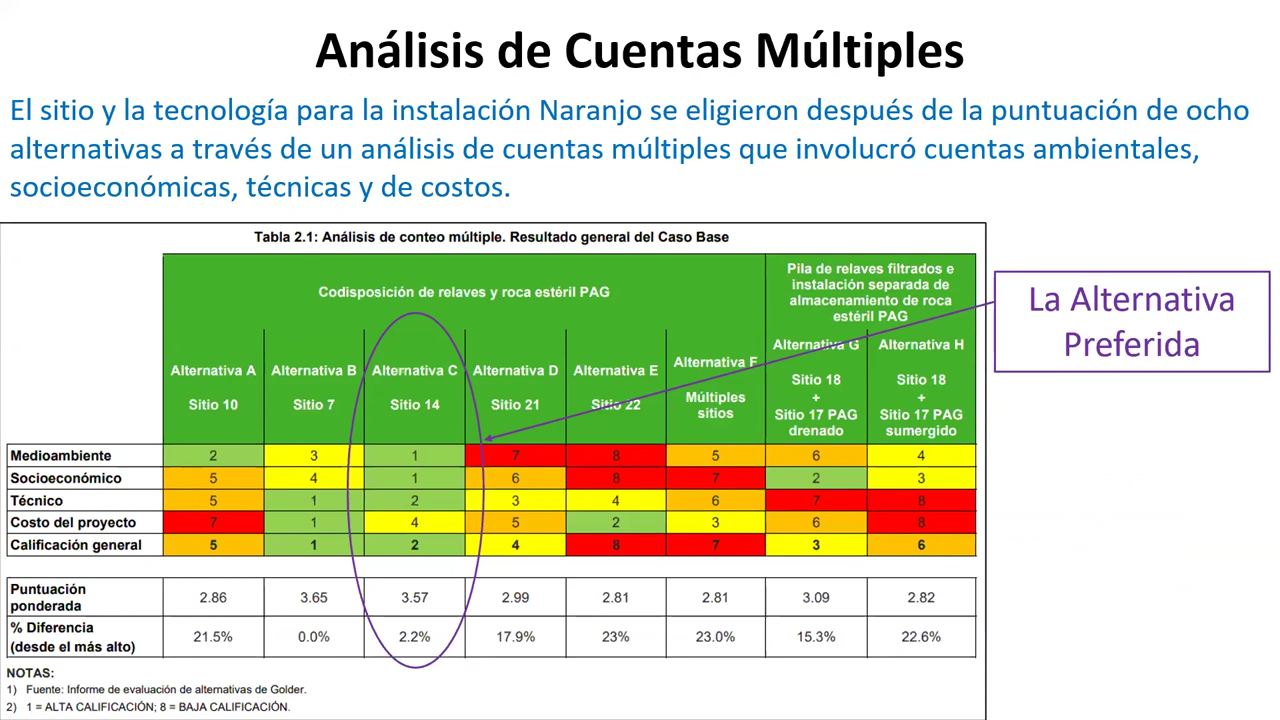 Análisis de Cuentas Múltiples
El sitio y la tecnología para la instalación Naranjo se eligieron después de la puntuación de ocho
alternativas a través de un análisis de cuentas múltiples que involucró cuentas ambientales,
socioeconómicas, técnicas y de costos.
Tabla 2.1: Análisis de conteo múltiple. Resultado general del Caso Base
Codisposición de relaves y roca estéril PAG
Pila de relaves filtrados e
instalación separada de
almacenamiento de roca
estéril PAG
Alternativa A
Sitio 10
Alternativa B
Sitio 7
Alternativa C
Sitio 14
Alternativa D
Sitio 21
Alternativa E
Sitio 22
Alternativa F
Múltiples
sitios
Alternativa G
Sitio 18
+
Sitio 17 PAG
drenado
Alternativa H
Sitio 18
+
Sitio 17 PAG
sumergido
Medioambiente 2 3 1 7 8 5 6 4
Socioeconómico 5 4 1 6 8 7 2 3
Técnico 5 1 2 3 4 6 7 8
Costo del proyecto 7 1 4 5 2 3 6 8
Calificación general 5 1 2 4 8 7 3 6
Puntuación
ponderada 2.86 3.65 3.57 2.99 2.81 2.81 3.09 2.82
% Diferencia
(desde el más alto) 21.5% 0.0% 2.2% 17.9% 23% 23.0% 15.3% 22.6%
NOTAS:
1) Fuente: Informe de evaluación de alternativas de Golder.
2) 1 = ALTA CALIFICACIÓN; 8 = BAJA CALIFICACIÓN.
La Alternativa
Preferida